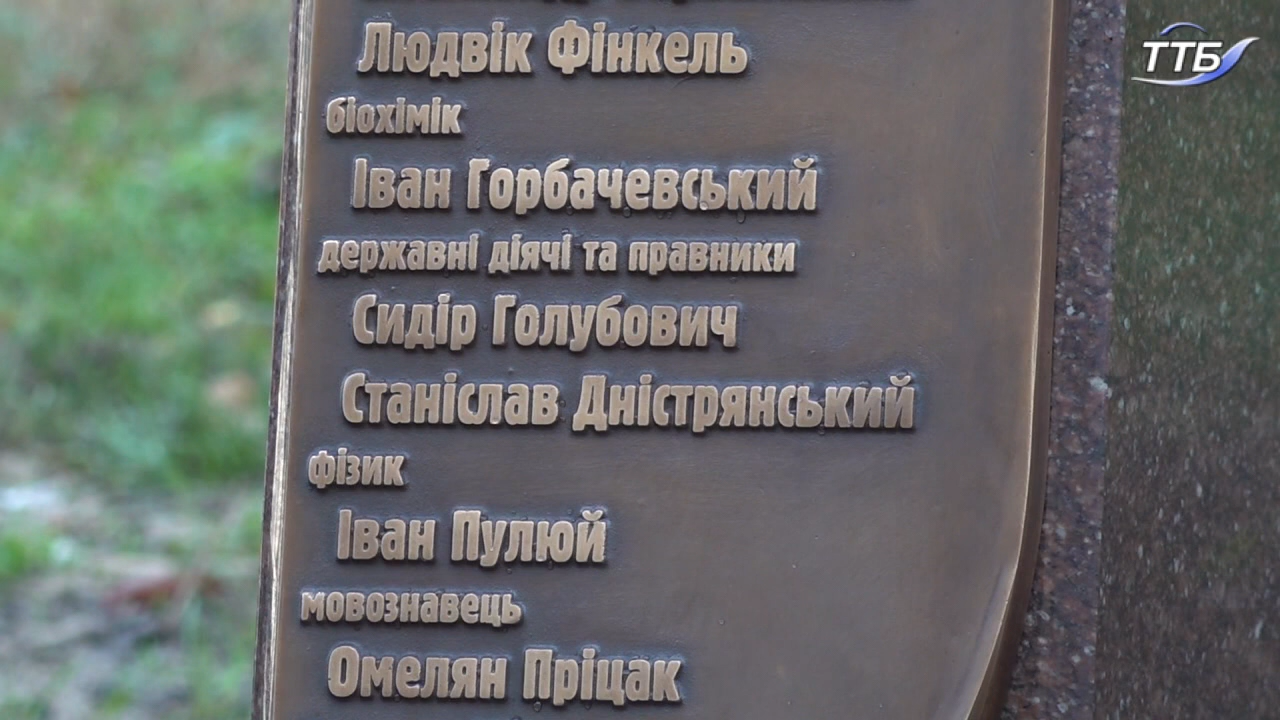 Людвік Фінкель
ТТБ
біохімік
Іван Горбачевський
державні діячі та правники
Сидір Голубович
Станіслав Дністрянський
фізик
Іван Пулюй
мовознавець
Омелян Пріцак